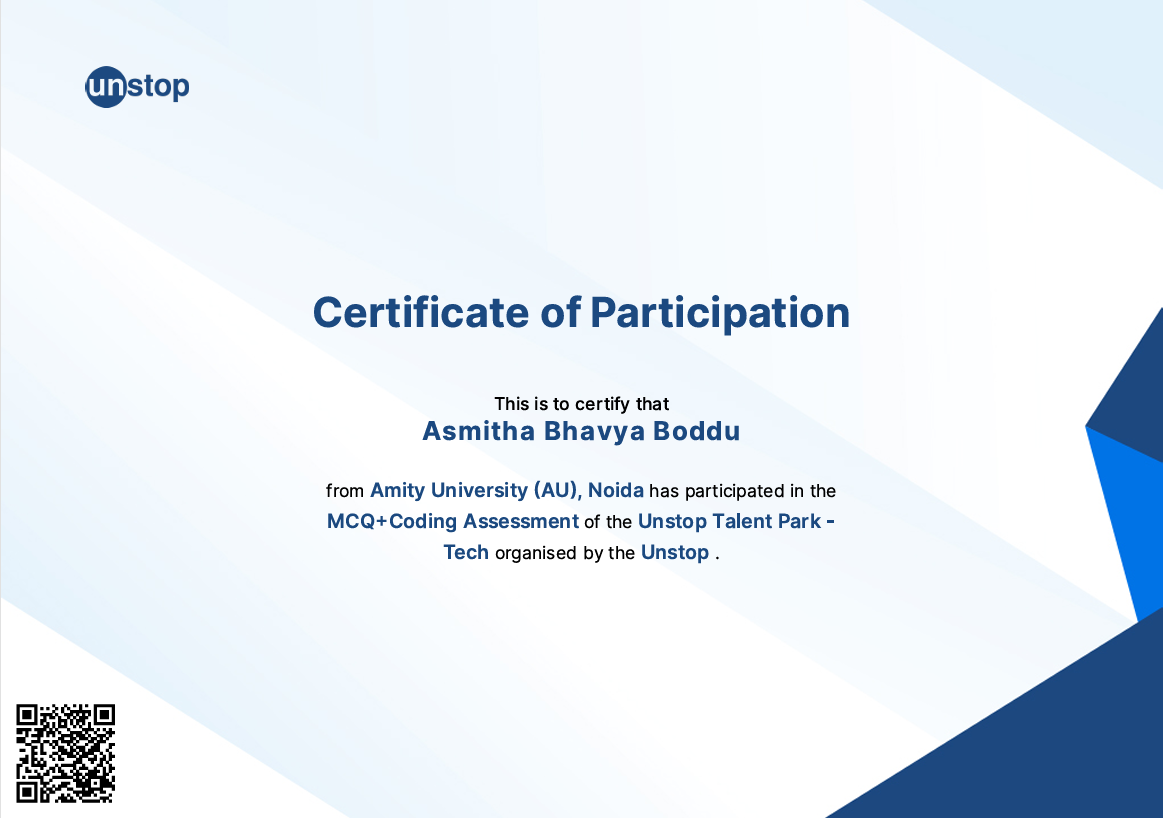 unstop
Certificate of Participation
This is to certify that
Asmitha Bhavya Boddu
from Amity University (AU), Noida has participated in the
MCQ+Coding Assessment of the Unstop Talent Park -
Tech organised by the Unstop .